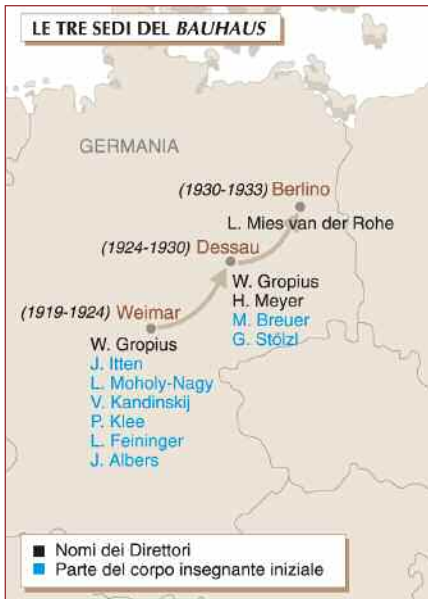 LE TRE SEDI DEL BAUHAUS
GERMANIA
(1930-1933) Berlino
L. Mies van der Rohe
(1924-1930) Dessau
W. Gropius
H. Meyer
M. Breuer
G. Stölzl
(1919-1924) Weimar
W. Gropius
J. Itten
L. Moholy-Nagy
V. Kandinskij
P. Klee
L. Feininger
J. Albers
Nomi dei Direttori
Parte del corpo insegnante iniziale